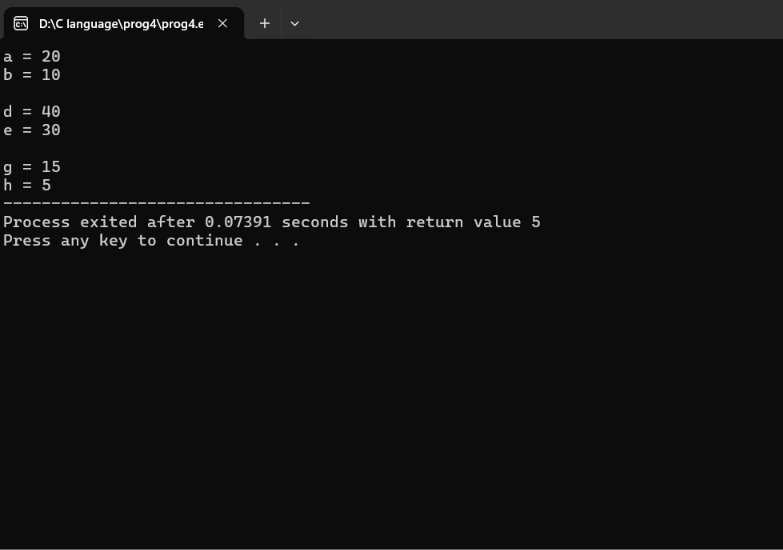 D:\C language\prog4\prog4.e
a = 20
b = 10
d = 40
e = 30
g = 15
h = 5
--------------------------------
Process exited after 0.07391 seconds with return value 5
Press any key to continue . . .